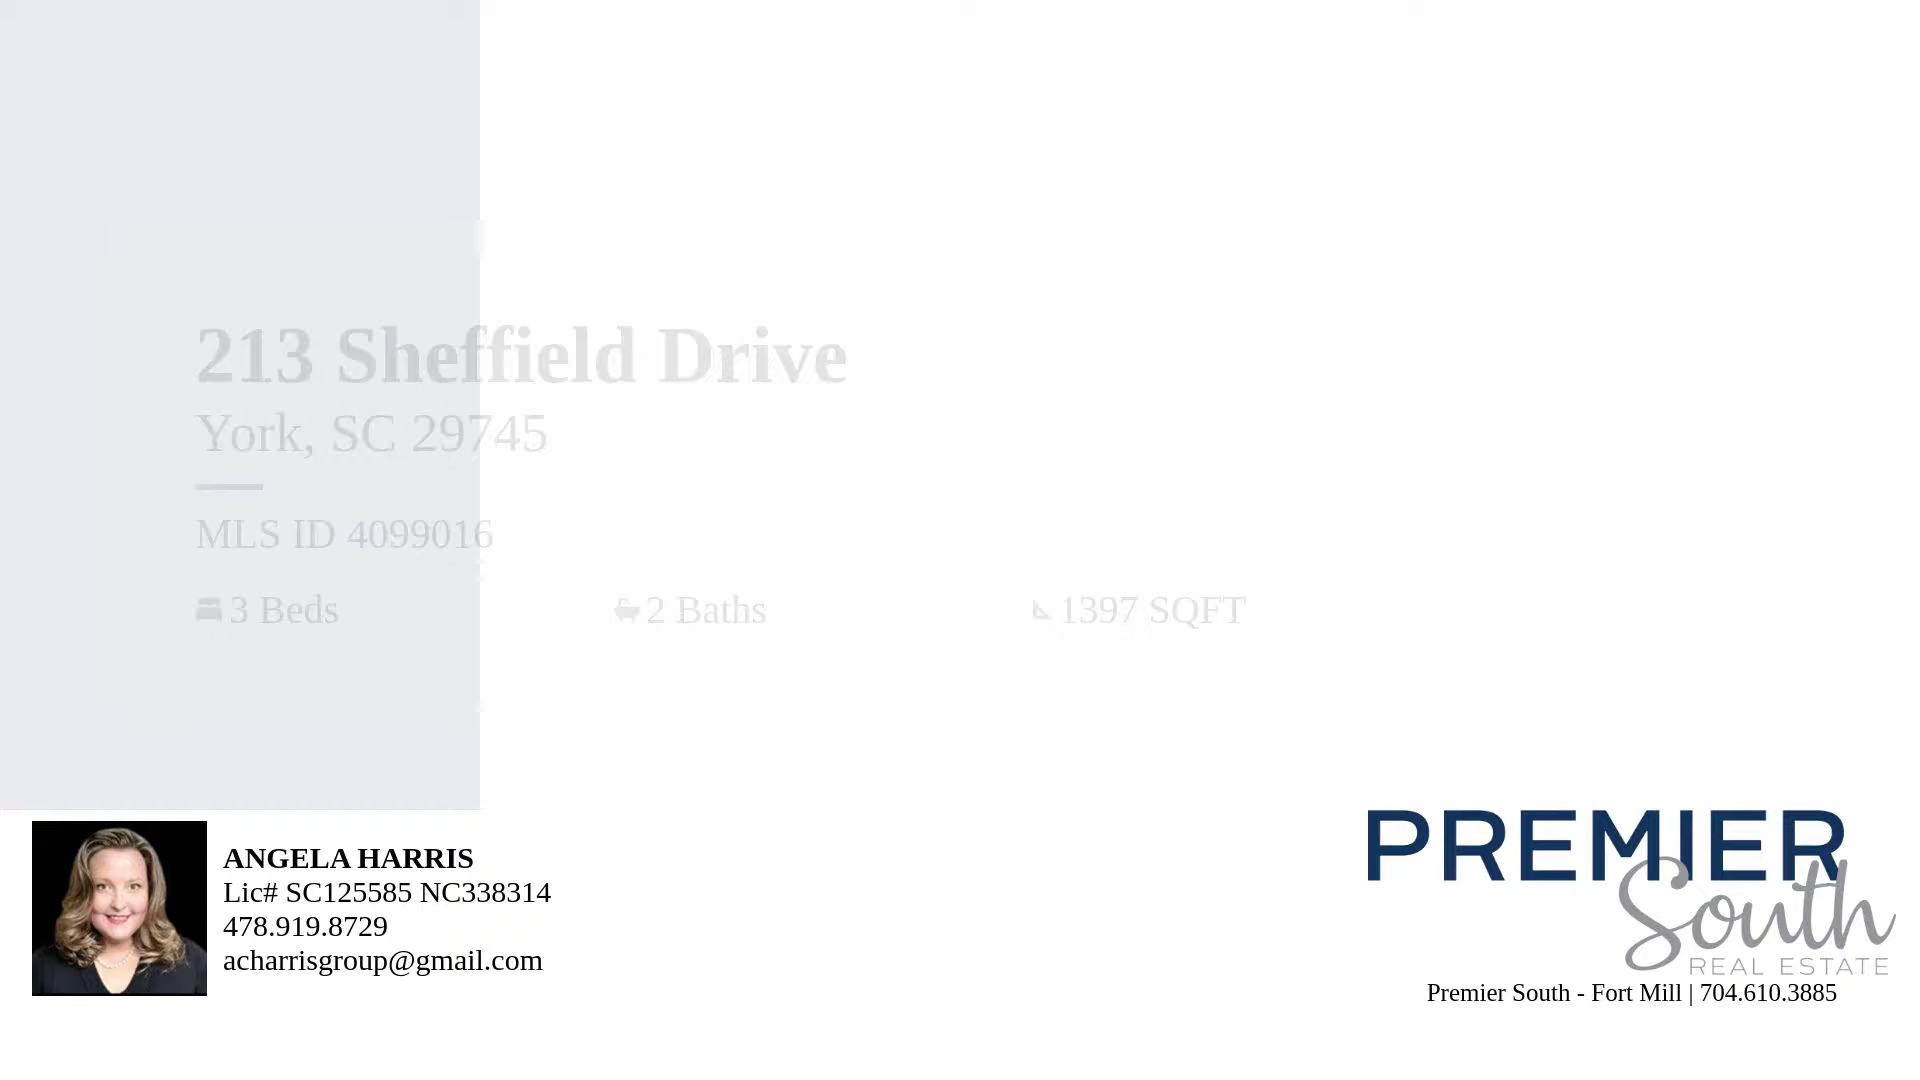 213 Sheffield Drive
York, SC 29745
MLS ID 4099016
3 Beds
2 Baths
1397 SQFT
ANGELA HARRIS
Lic# SC125585 NC338314
478.919.8729
acharrisgroup@gmail.com
PREMIER
South
REAL ESTATE
Premier South - Fort Mill | 704.610.3885